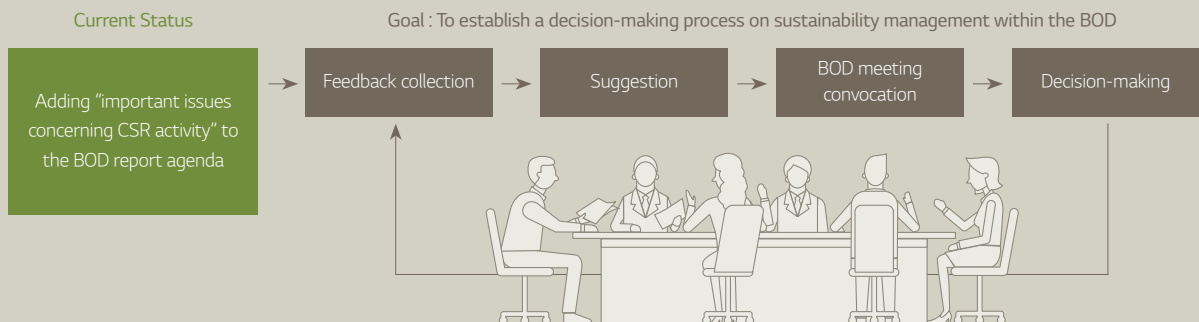 Current Status
Goal : To establish a decision-making process on sustainability management within the BOD
Adding “important issues
concerning CSR activity” to
the BOD report agenda
Feedback collection
Suggestion
BOD meeting
convocation
Decision-making